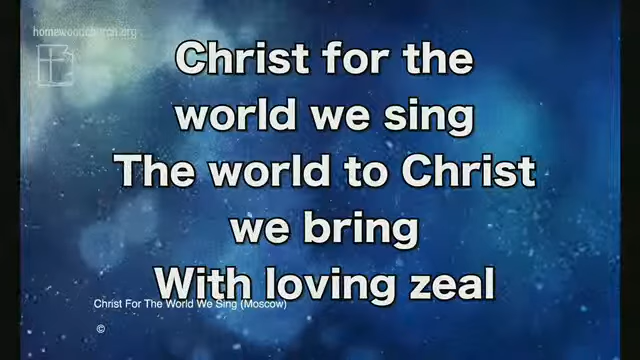 homewoodchurch.org
Christ for the
world we sing
The world to Christ
we bring
With loving zeal
Christ For The World We Sing (Moscow)
©